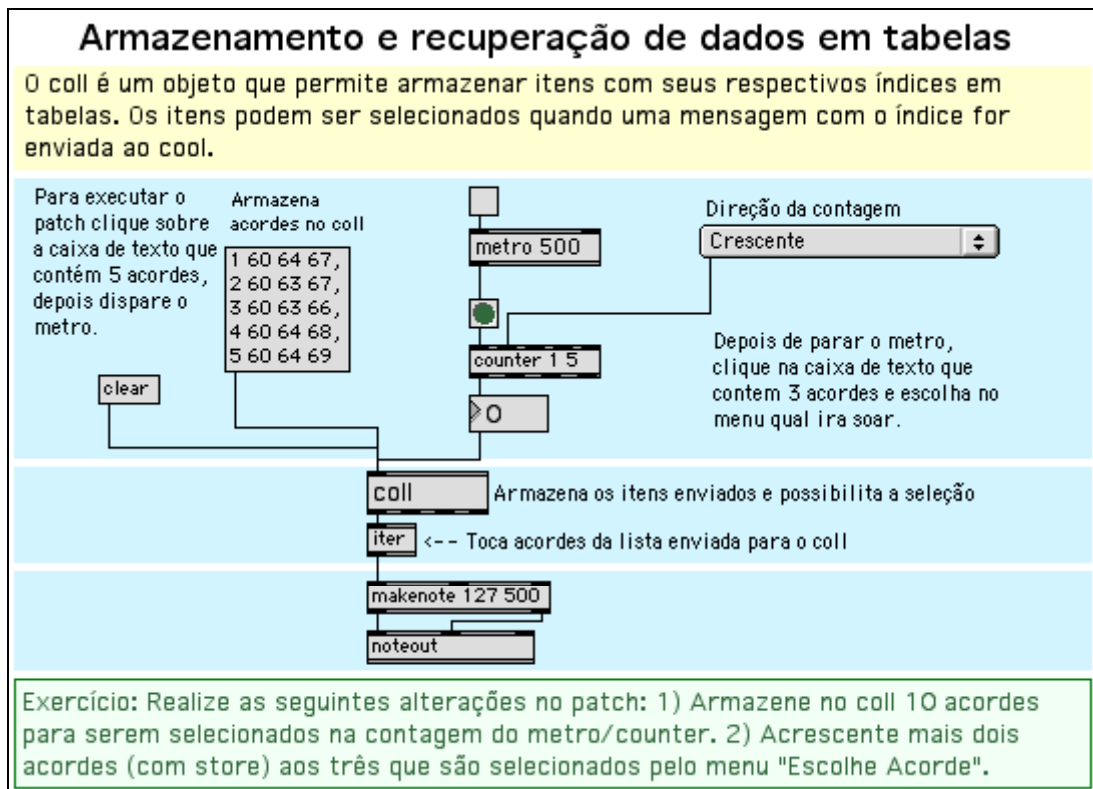 Armazenamento e recuperação de dados em tabelas
O coll é um objeto que permite armazenar itens com seus respectivos índices em
tabelas. Os itens podem ser selecionados quando uma mensagem com o índice for
enviada ao cool.
Para executar o
patch clique sobre
a caixa de texto que
contém 5 acordes,
depois dispare o
metro.
Armazena
acordes no coll
1 60 64 67,
2 60 63 67,
3 60 63 66,
4 60 64 68,
5 60 64 69
clear
metro 500
counter 1 5
0
Direção da contagem
Crescente
Depois de parar o metro,
clique na caixa de texto que
contem 3 acordes e escolha no
menu qual ira soar.
coll
Armazena os itens enviados e possibilita a seleção
iter
<-- Toca acordes da lista enviada para o coll
makenote 127 500
noteout
Exercício: Realize as seguintes alterações no patch: 1) Armazene no coll 10 acordes
para serem selecionados na contagem do metro/counter. 2) Acrescente mais dois
acordes (com store) aos três que são selecionados pelo menu "Escolhe Acorde".